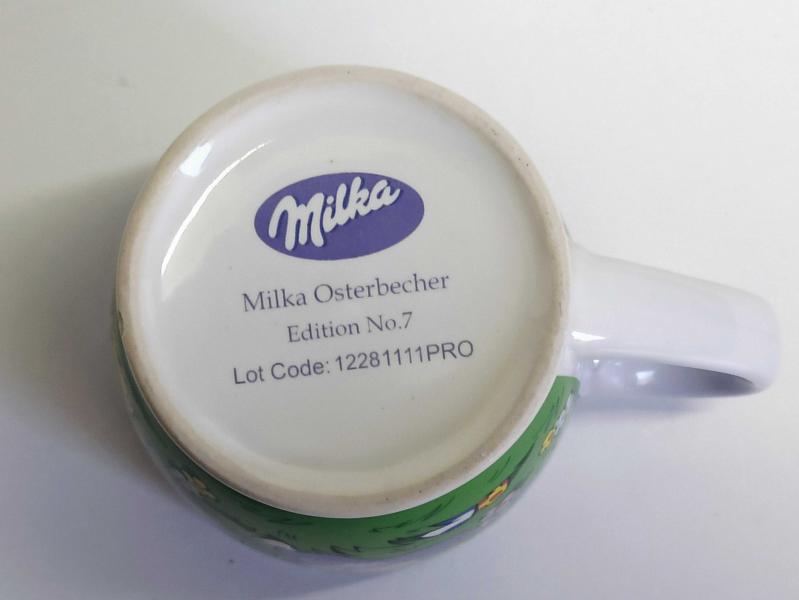 Milka
Milka Osterbecher
Edition No.7
Lot Code: 12281111PRO